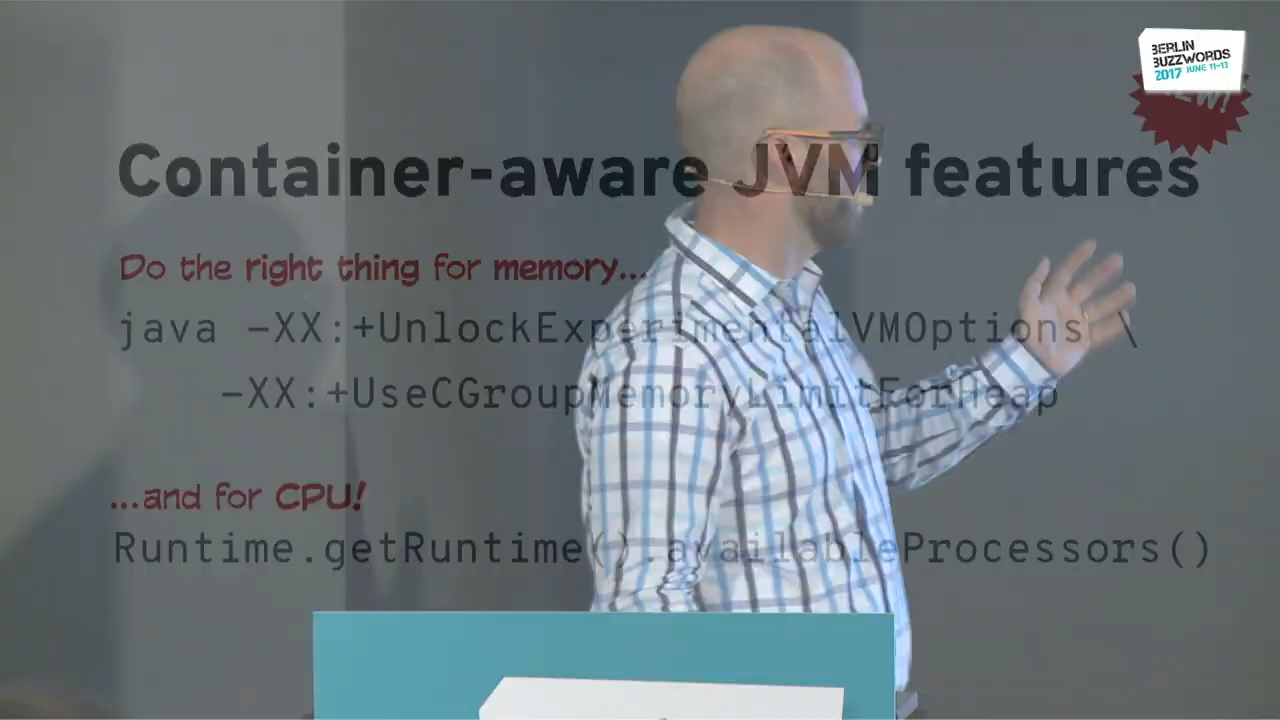 BERLIN
BUZZWORDS
2017 JUNE 11-13
NEW!
Container-aware JVM features
Do the right thing for memory...
java -XX:+UnlockExperimentalVMOptions \
-XX:+UseCGroupMemoryLimitForHeap
...and for CPU!
Runtime.getRuntime().availableProcessors()